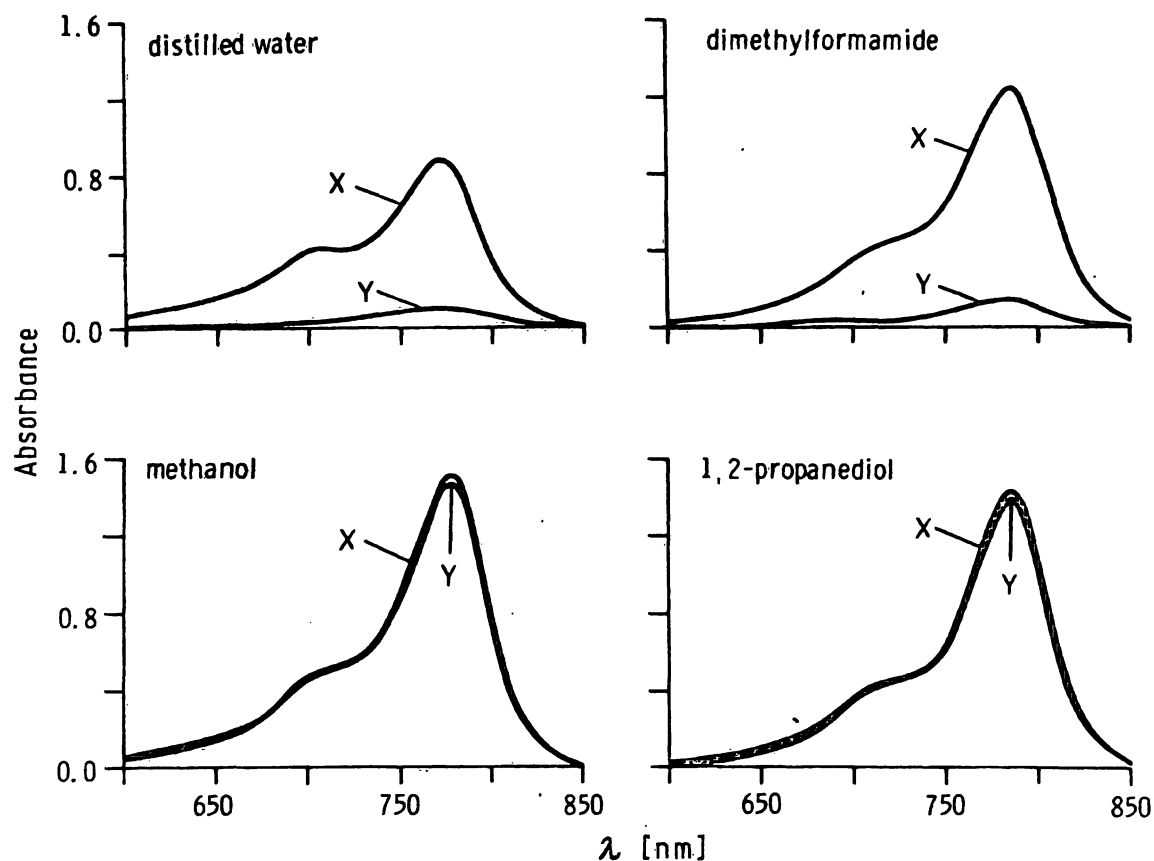 1.6
distilled water
dimethylformamide
X
X
0.8
Y
Y
0.0
Absorbance
1.6
methanol
1,2-propanediol
X
X
Y
Y
0.8
0.0
650
750
850
650
750
850
λ [nm]